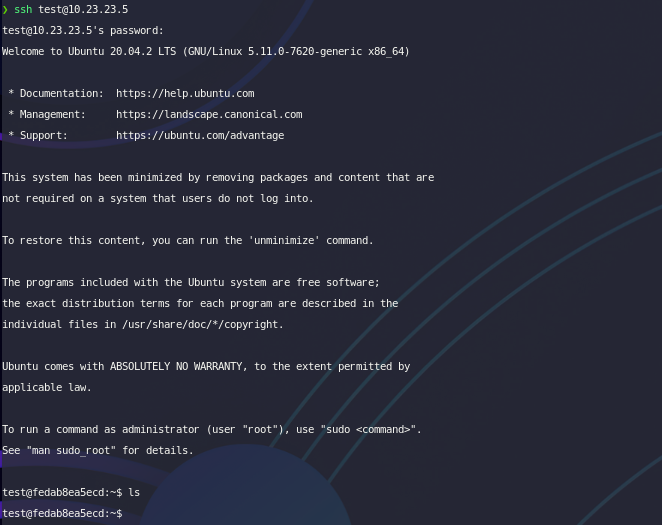 ❯ ssh test@10.23.23.5
test@10.23.23.5's password:
Welcome to Ubuntu 20.04.2 LTS (GNU/Linux 5.11.0-7620-generic x86_64)
* Documentation:  https://help.ubuntu.com
* Management:     https://landscape.canonical.com
* Support:        https://ubuntu.com/advantage
This system has been minimized by removing packages and content that are
not required on a system that users do not log into.
To restore this content, you can run the 'unminimize' command.
The programs included with the Ubuntu system are free software;
the exact distribution terms for each program are described in the
individual files in /usr/share/doc/*/copyright.
Ubuntu comes with ABSOLUTELY NO WARRANTY, to the extent permitted by
applicable law.
To run a command as administrator (user "root"), use "sudo <command>".
See "man sudo_root" for details.
test@fedab8ea5ecd:~$ ls
test@fedab8ea5ecd:~$